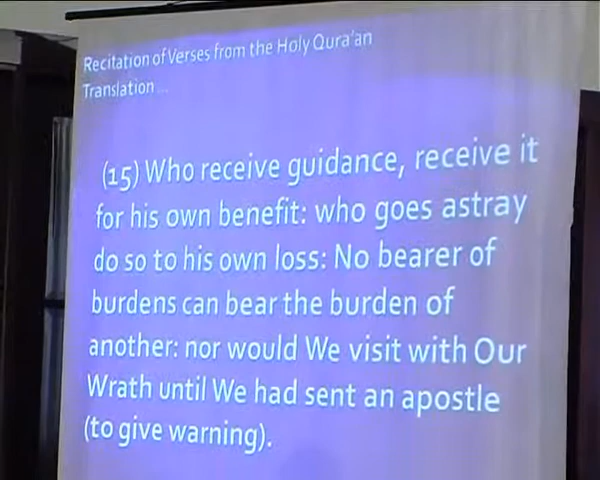 Recitation of Verses from the Holy Qura'an
Translation ...
(15) Who receive guidance, receive it
for his own benefit: who goes astray
do so to his own loss: No bearer of
burdens can bear the burden of
another: nor would We visit with Our
Wrath until We had sent an apostle
(to give warning).